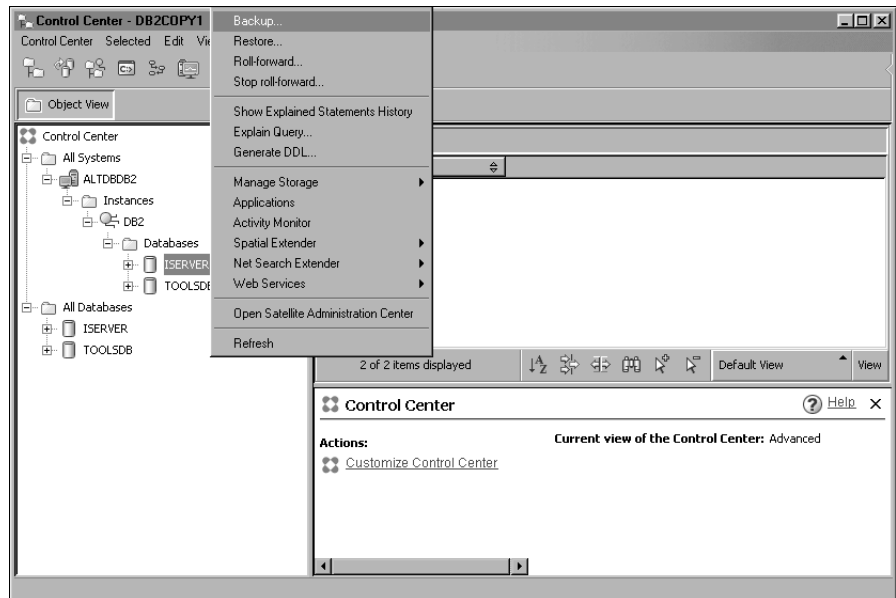 Control Center - DB2COPY1
Control Center Selected Edit
Object View
Control Center
All Systems
ALTDBDB2
Instances
DB2
Databases
ISERVER
TOOLSDB
All Databases
ISERVER
TOOLSDB
Backup...
Restore...
Roll-forward...
Stop roll-forward...
Show Explained Statements History
Explain Query...
Generate DDL...
Manage Storage
Applications
Activity Monitor
Spatial Extender
Net Search Extender
Web Services
Open Satellite Administration Center
Refresh
2 of 2 items displayed
Default View
View
Control Center
Help
Actions:
Customize Control Center
Current view of the Control Center: Advanced